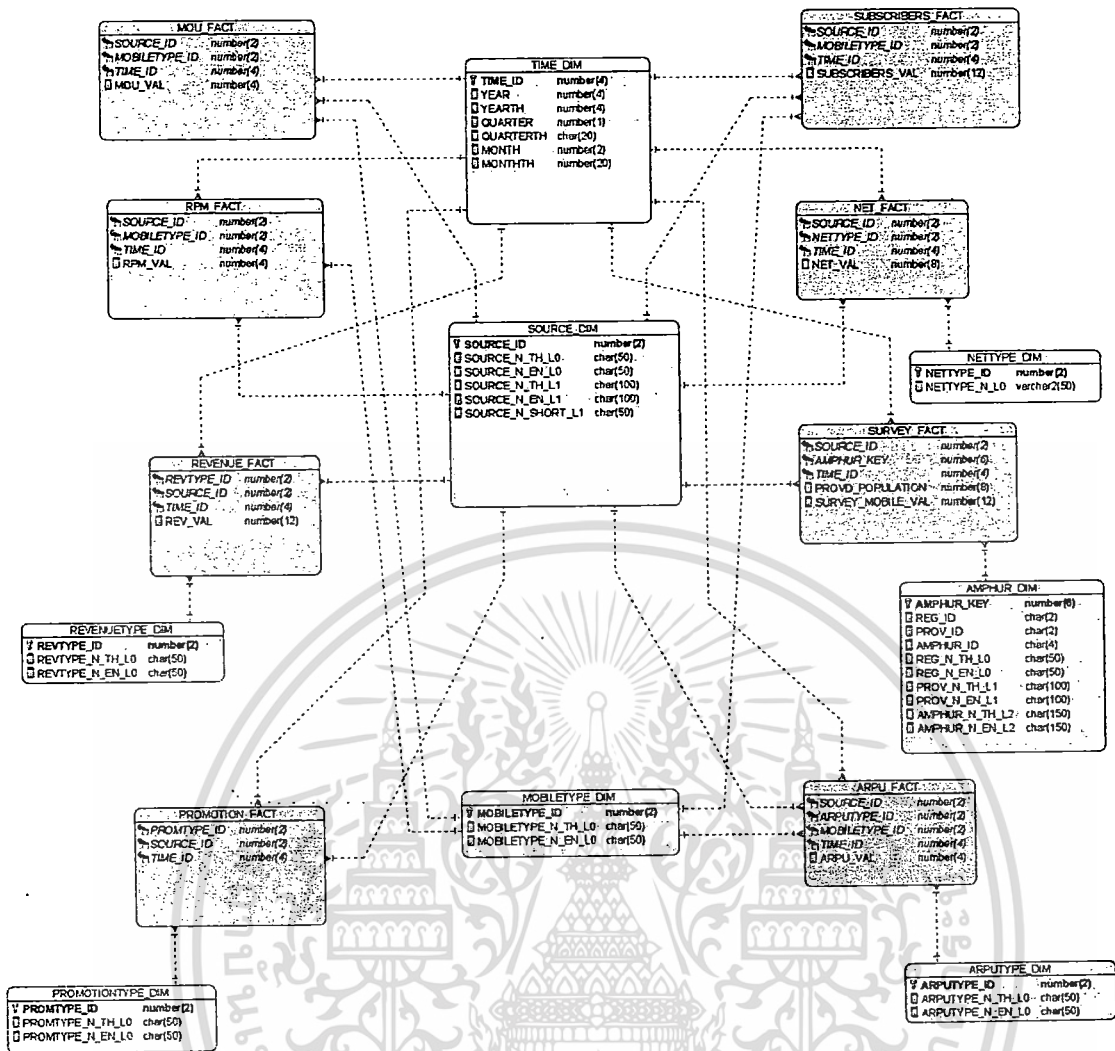 MOU_FACT
SOURCE_ID number(2)
MOBILETYPE_ID number(2)
TIME_ID number(4)
MOU_VAL number(4)
TIME_DIM
TIME_ID number(4)
YEAR number(4)
YEARTH number(4)
QUARTER number(1)
QUARTERTH char(20)
MONTH number(2)
MONTHTH number(20)
SUBSCRIBERS_FACT
SOURCE_ID number(2)
MOBILETYPE_ID number(2)
TIME_ID number(4)
SUBSCRIBERS_VAL number(12)
RPM_FACT
SOURCE_ID number(2)
MOBILETYPE_ID number(2)
TIME_ID number(4)
RPM_VAL number(4)
NET_FACT
SOURCE_ID number(2)
NETTYPE_ID number(2)
TIME_ID number(4)
NET_VAL number(8)
SOURCE_DIM
SOURCE_ID number(2)
SOURCE_N_TH_L0 char(50)
SOURCE_N_EN_L0 char(50)
SOURCE_N_TH_L1 char(100)
SOURCE_N_EN_L1 char(100)
SOURCE_N_SHORT_L1 char(50)
NETTYPE_DIM
NETTYPE_ID number(2)
NETTYPE_N_L0 varchar2(50)
SURVEY_FACT
SOURCE_ID number(2)
AMPHUR_KEY number(6)
TIME_ID number(4)
PROVD_POPULATION number(8)
SURVEY_MOBILE_VAL number(12)
REVENUE_FACT
REVTYPE_ID number(2)
SOURCE_ID number(2)
TIME_ID number(4)
REV_VAL number(12)
REVENUETYPE_DIM
REVTYPE_ID number(2)
REVTYPE_N_TH_L0 char(50)
REVTYPE_N_EN_L0 char(50)
AMPHUR_DIM
AMPHUR_KEY number(6)
REG_ID char(2)
PROV_ID char(2)
AMPHUR_ID char(4)
REG_N_TH_L0 char(50)
REG_N_EN_L0 char(50)
PROV_N_TH_L1 char(100)
PROV_N_EN_L1 char(100)
AMPHUR_N_TH_L2 char(150)
AMPHUR_N_EN_L2 char(150)
PROMOTION_FACT
PROMTYPE_ID number(2)
SOURCE_ID number(2)
TIME_ID number(4)
MOBILETYPE_DIM
MOBILETYPE_ID number(2)
MOBILETYPE_N_TH_L0 char(50)
MOBILETYPE_N_EN_L0 char(50)
ARPU_FACT
SOURCE_ID number(2)
ARPUTYPE_ID number(2)
MOBILETYPE_ID number(2)
TIME_ID number(4)
ARPU_VAL number(4)
PROMOTIONTYPE_DIM
PROMTYPE_ID number(2)
PROMTYPE_N_TH_L0 char(50)
PROMTYPE_N_EN_L0 char(50)
ARPUTYPE_DIM
ARPUTYPE_ID number(2)
ARPUTYPE_N_TH_L0 char(50)
ARPUTYPE_N_EN_L0 char(50)